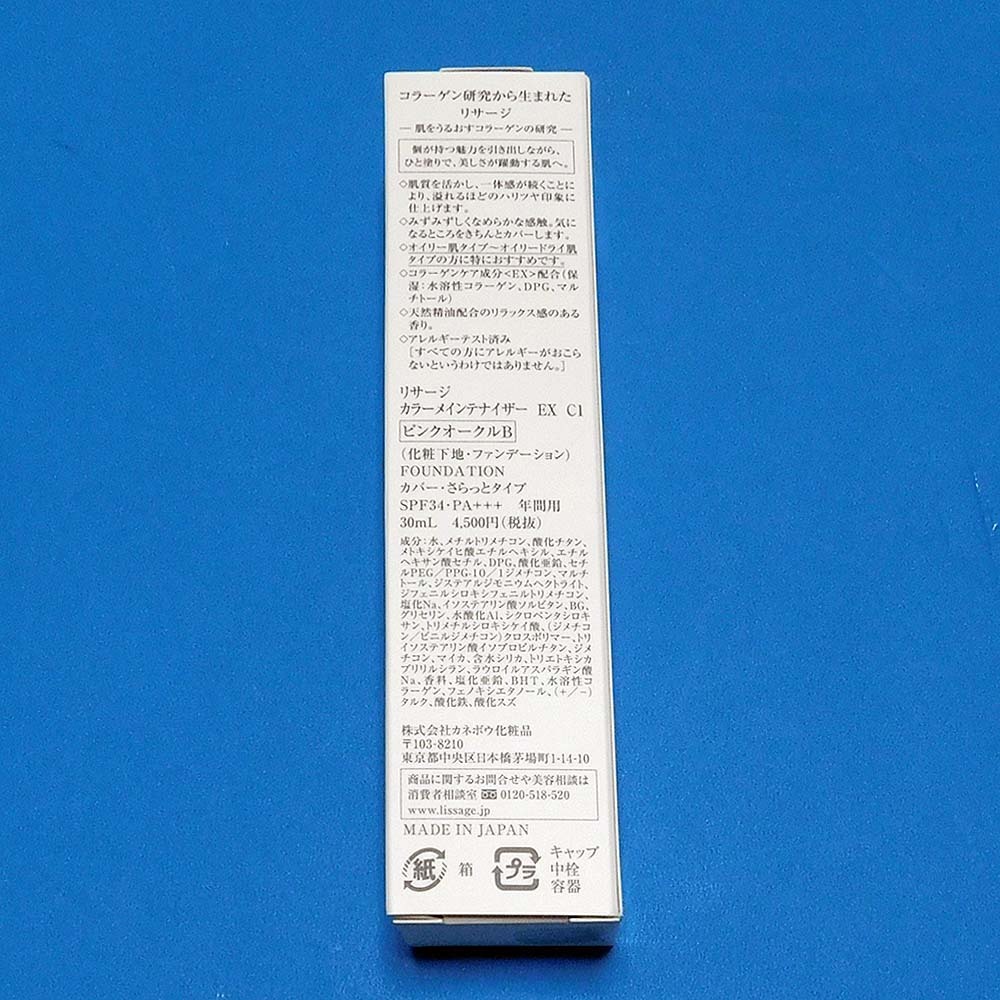 コラーゲン研究から生まれた
リサージ
― 肌をうるおすコラーゲンの研究 ―
個が持つ魅力を引き出しながら、
ひと塗りで、美しさが躍動する肌へ。
◇肌質を活かし、一体感が続くことに
より、溢れるほどのハリツヤ印象に
仕上げます。
◇みずみずしくなめらかな感触。気に
なるところをきちんとカバーします。
◇オイリー肌タイプ~オイリードライ肌
タイプの方に特におすすめです。
◇コラーゲンケア成分<EX>配合(保
湿:水溶性コラーゲン、DPG、マル
チトール)
◇天然精油配合のリラックス感のある
香り。
◇アレルギーテスト済み
[すべての方にアレルギーがおこら
ないというわけではありません。]
リサージ
カラーメインテナイザー EX C1
ピンクオークルB
(化粧下地・ファンデーション)
FOUNDATION
カバー・さらっとタイプ
SPF34・PA+++ 年間用
30mL 4,500円(税抜)
成分:水、メチルトリメチコン、酸化チタン、
メトキシケイヒ酸エチルヘキシル、エチル
ヘキサン酸セチル、DPG、酸化亜鉛、セチ
ルPEG/PPG-10/1ジメチコン、マルチ
トール、ジステアルジモニウムヘクトライト、
ジフェニルシロキシフェニルトリメチコン、
塩化Na、イソステアリン酸ソルビタン、BG、
グリセリン、水酸化Al、シクロペンタシロキ
サン、トリメチルシロキシケイ酸、(ジメチコ
ン/ビニルジメチコン)クロスポリマー、トリ
イソステアリン酸イソプロピルチタン、ジメ
チコン、マイカ、含水シリカ、トリエトキシカ
プリリルシラン、ラウロイルアスパラギン酸
Na、香料、塩化亜鉛、BHT、水溶性コ
ラーゲン、フェノキシエタノール、(+/-)
タルク、酸化鉄、酸化スズ
株式会社カネボウ化粧品
〒103-8210
東京都中央区日本橋茅場町1-14-10
商品に関するお問合せや美容相談は
消費者相談室 0120-518-520
www.lissage.jp
MADE IN JAPAN
紙 箱 プラ キャップ
中栓
容器